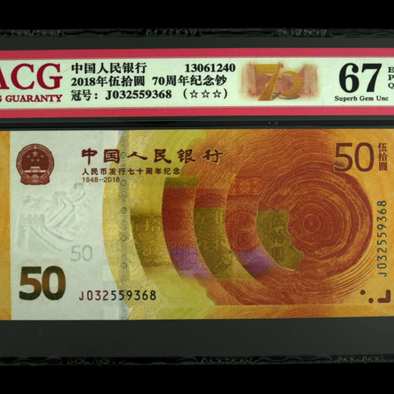 ACG
GUARANTY
中国人民银行 13061240
2018年伍拾圆 70周年纪念钞
冠号: J032559368 (☆☆☆)
70
67
Superb Gem Unc
E
P
Q
中国人民银行
人民币发行七十周年纪念
1948-2018
50 伍拾圆
50
50
J032559368
J032559368